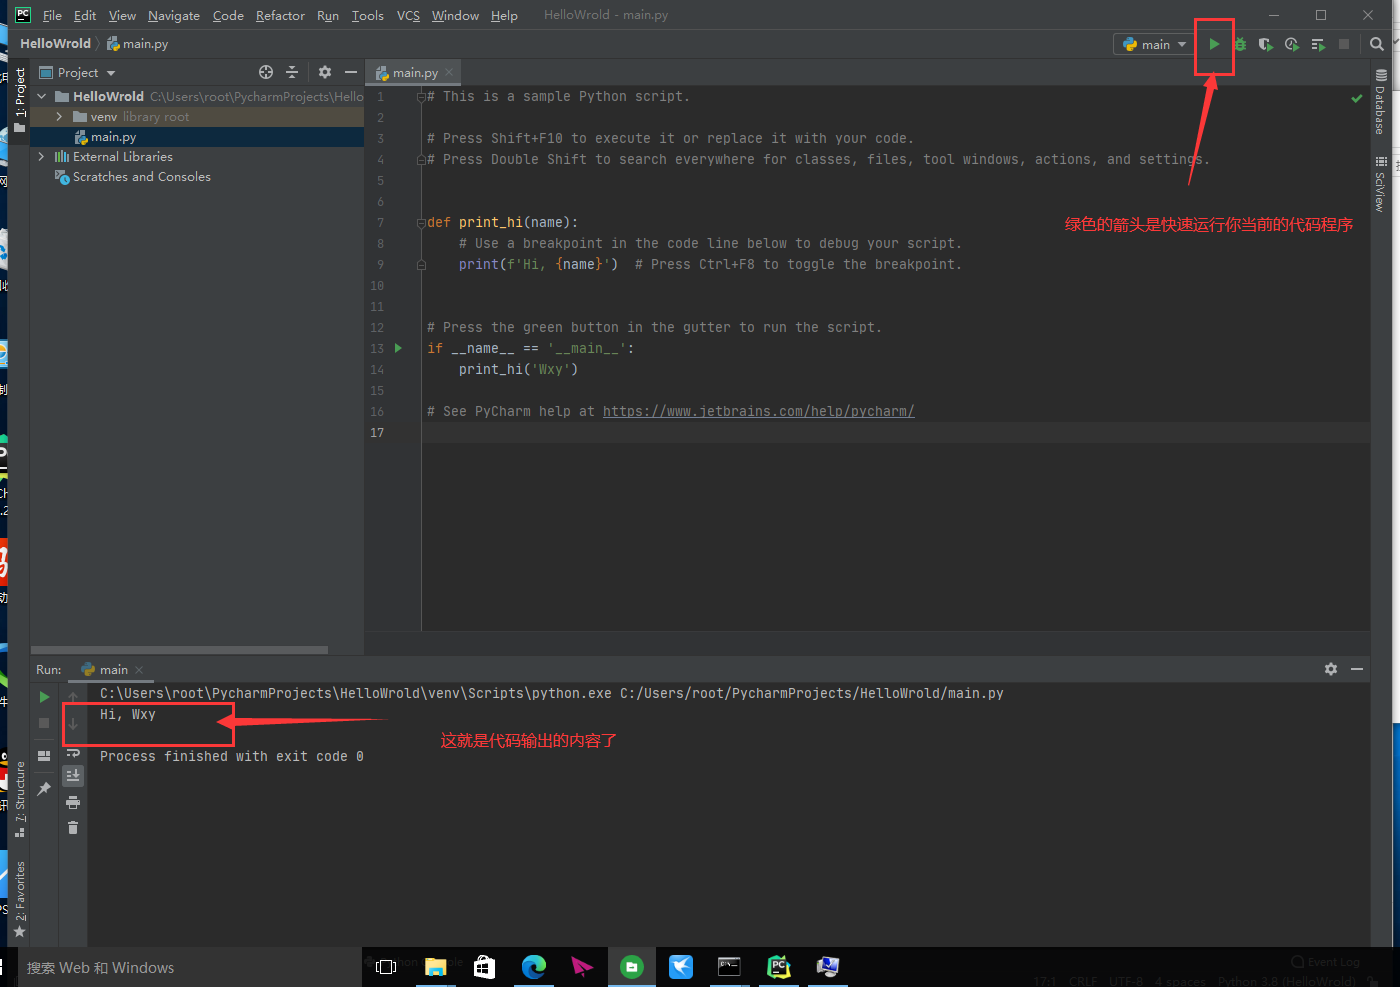 File Edit View Navigate Code Refactor Run Tools VCS Window Help HelloWrold - main.py
HelloWrold main.py main
Project main.py
1: Project
HelloWrold C:\Users\root\PycharmProjects\Hello
venv library root
main.py
External Libraries
Scratches and Consoles
1 # This is a sample Python script.
2
3 # Press Shift+F10 to execute it or replace it with your code.
4 # Press Double Shift to search everywhere for classes, files, tool windows, actions, and settings.
5
6
7 def print_hi(name):
8 # Use a breakpoint in the code line below to debug your script.
9 print(f'Hi, {name}') # Press Ctrl+F8 to toggle the breakpoint.
10
11
12 # Press the green button in the gutter to run the script.
13 if __name__ == '__main__':
14 print_hi('Wxy')
15
16 # See PyCharm help at https://www.jetbrains.com/help/pycharm/
17
绿色的箭头是快速运行你当前的代码程序
Database
SciView
Run: main
C:\Users\root\PycharmProjects\HelloWrold\venv\Scripts\python.exe C:/Users/root/PycharmProjects/HelloWrold/main.py
Hi, Wxy
这就是代码输出的内容了
Process finished with exit code 0
7: Structure
2: Favorites
搜索 Web 和 Windows
Event Log
17:1 CRLF UTF-8 4 spaces Python 3.8 (HelloWrold)